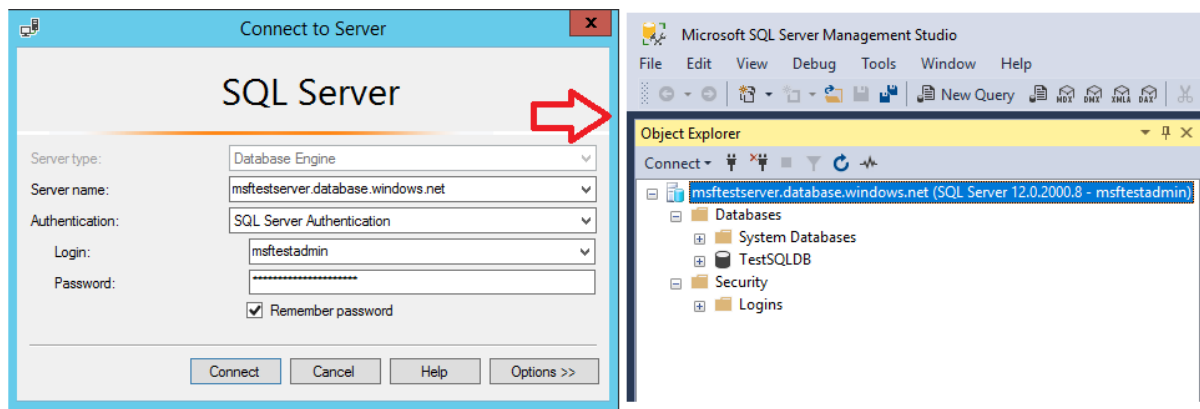 Connect to Server
x
SQL Server
Server type:
Database Engine
Server name:
msftestserver.database.windows.net
Authentication:
SQL Server Authentication
Login:
msftestadmin
Password:
*********************
Remember password
Connect
Cancel
Help
Options >>
Microsoft SQL Server Management Studio
File Edit View Debug Tools Window Help
New Query MDX DMX XMLA DAX
Object Explorer
Connect
msftestserver.database.windows.net (SQL Server 12.0.2000.8 - msftestadmin)
Databases
System Databases
TestSQLDB
Security
Logins